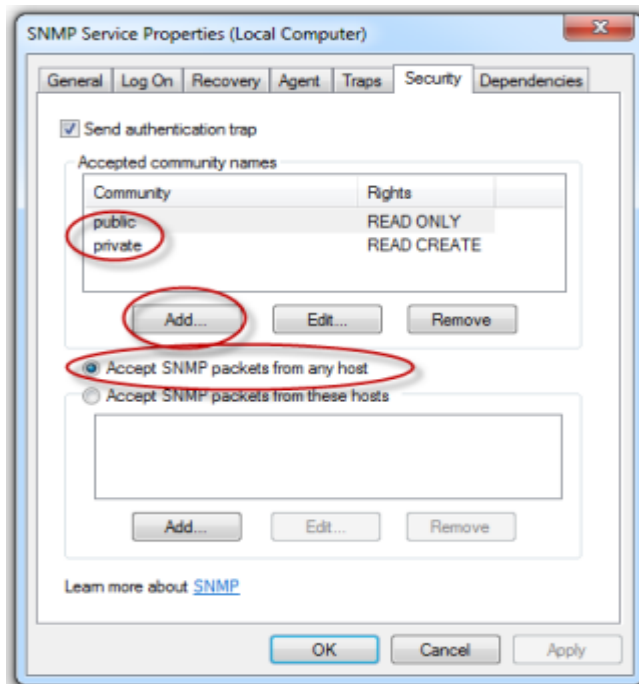 SNMP Service Properties (Local Computer)
General Log On Recovery Agent Traps Security Dependencies
Send authentication trap
Accepted community names
Community Rights
public READ ONLY
private READ CREATE
Add... Edit... Remove
Accept SNMP packets from any host
Accept SNMP packets from these hosts
Add... Edit... Remove
Learn more about SNMP
OK Cancel Apply